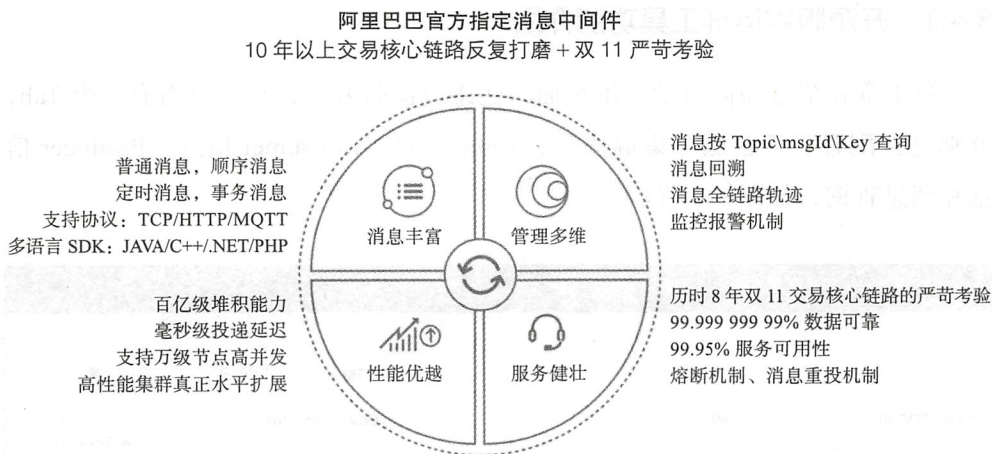 阿里巴巴官方指定消息中间件
10 年以上交易核心链路反复打磨＋双 11 严苛考验
普通消息，顺序消息
定时消息，事务消息
支持协议：TCP/HTTP/MQTT
多语言 SDK：JAVA/C++/.NET/PHP
消息丰富
管理多维
消息按 Topic\msgId\Key 查询
消息回溯
消息全链路轨迹
监控报警机制
百亿级堆积能力
毫秒级投递延迟
支持万级节点高并发
高性能集群真正水平扩展
性能优越
服务健壮
历时 8 年双 11 交易核心链路的严苛考验
99.999 999 99% 数据可靠
99.95% 服务可用性
熔断机制、消息重投机制